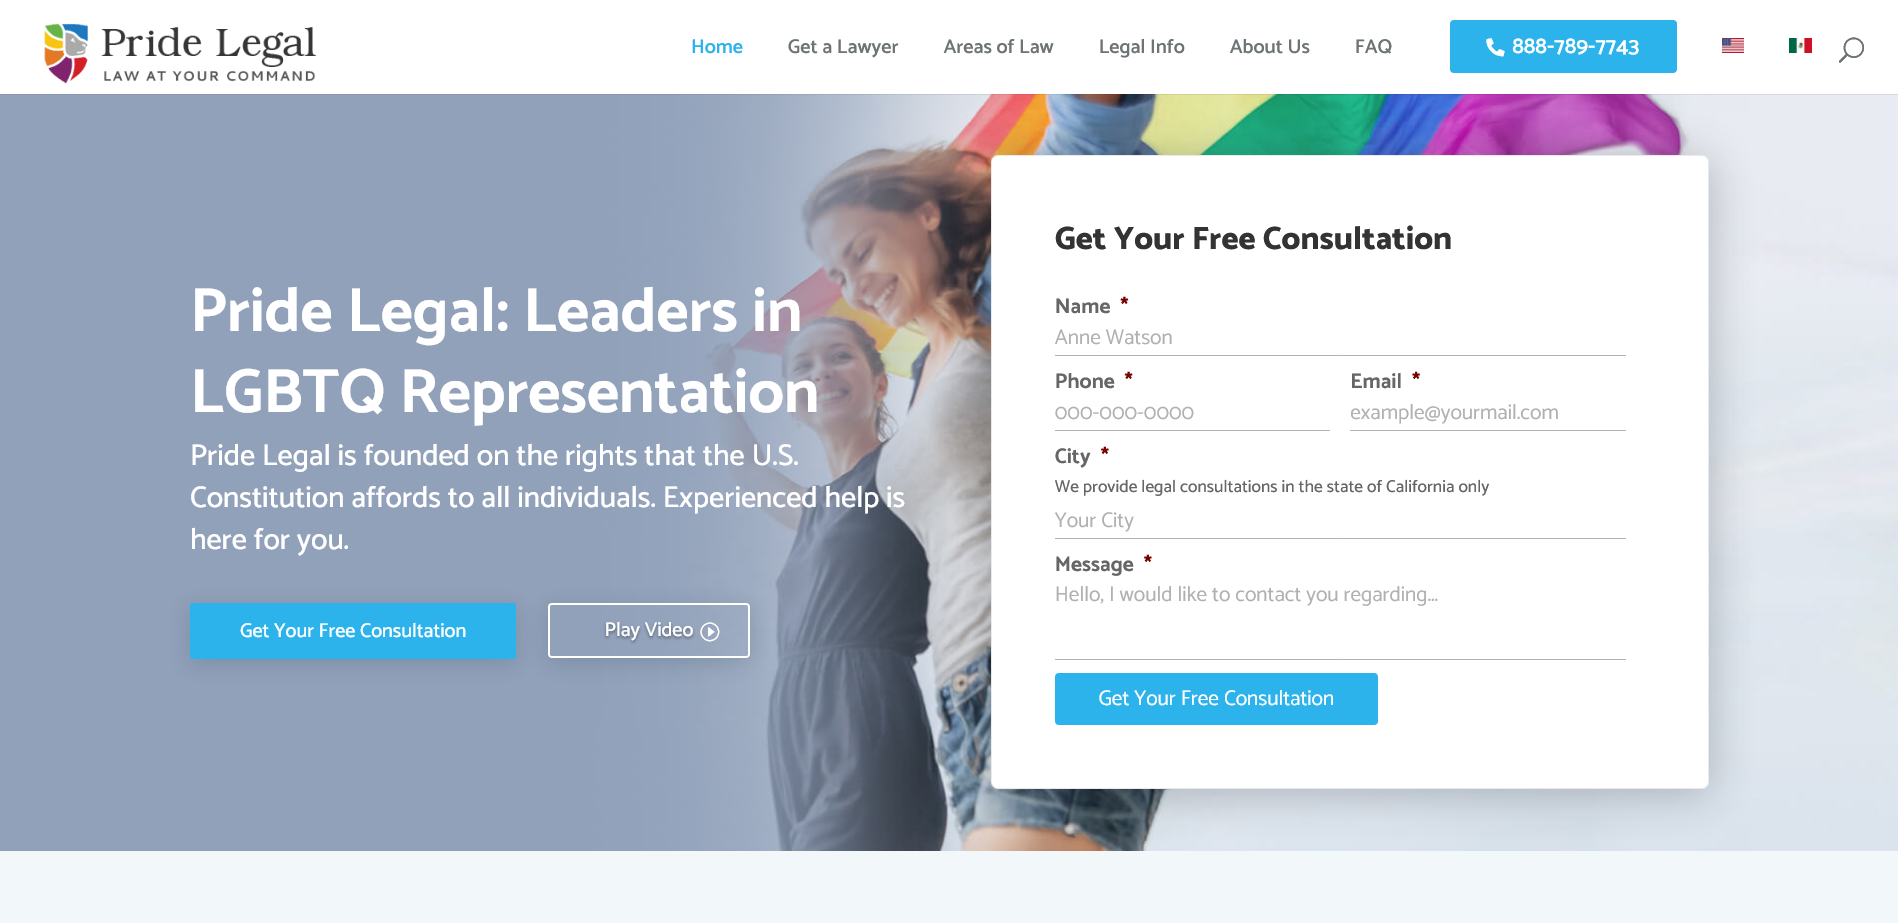 Pride Legal
LAW AT YOUR COMMAND
Home
Get a Lawyer
Areas of Law
Legal Info
About Us
FAQ
888-789-7743
Pride Legal: Leaders in
LGBTQ Representation
Pride Legal is founded on the rights that the U.S.
Constitution affords to all individuals. Experienced help is
here for you.
Get Your Free Consultation
Play Video
Get Your Free Consultation
Name *
Anne Watson
Phone *
000-000-0000
Email *
example@yourmail.com
City *
We provide legal consultations in the state of California only
Your City
Message *
Hello, I would like to contact you regarding...
Get Your Free Consultation